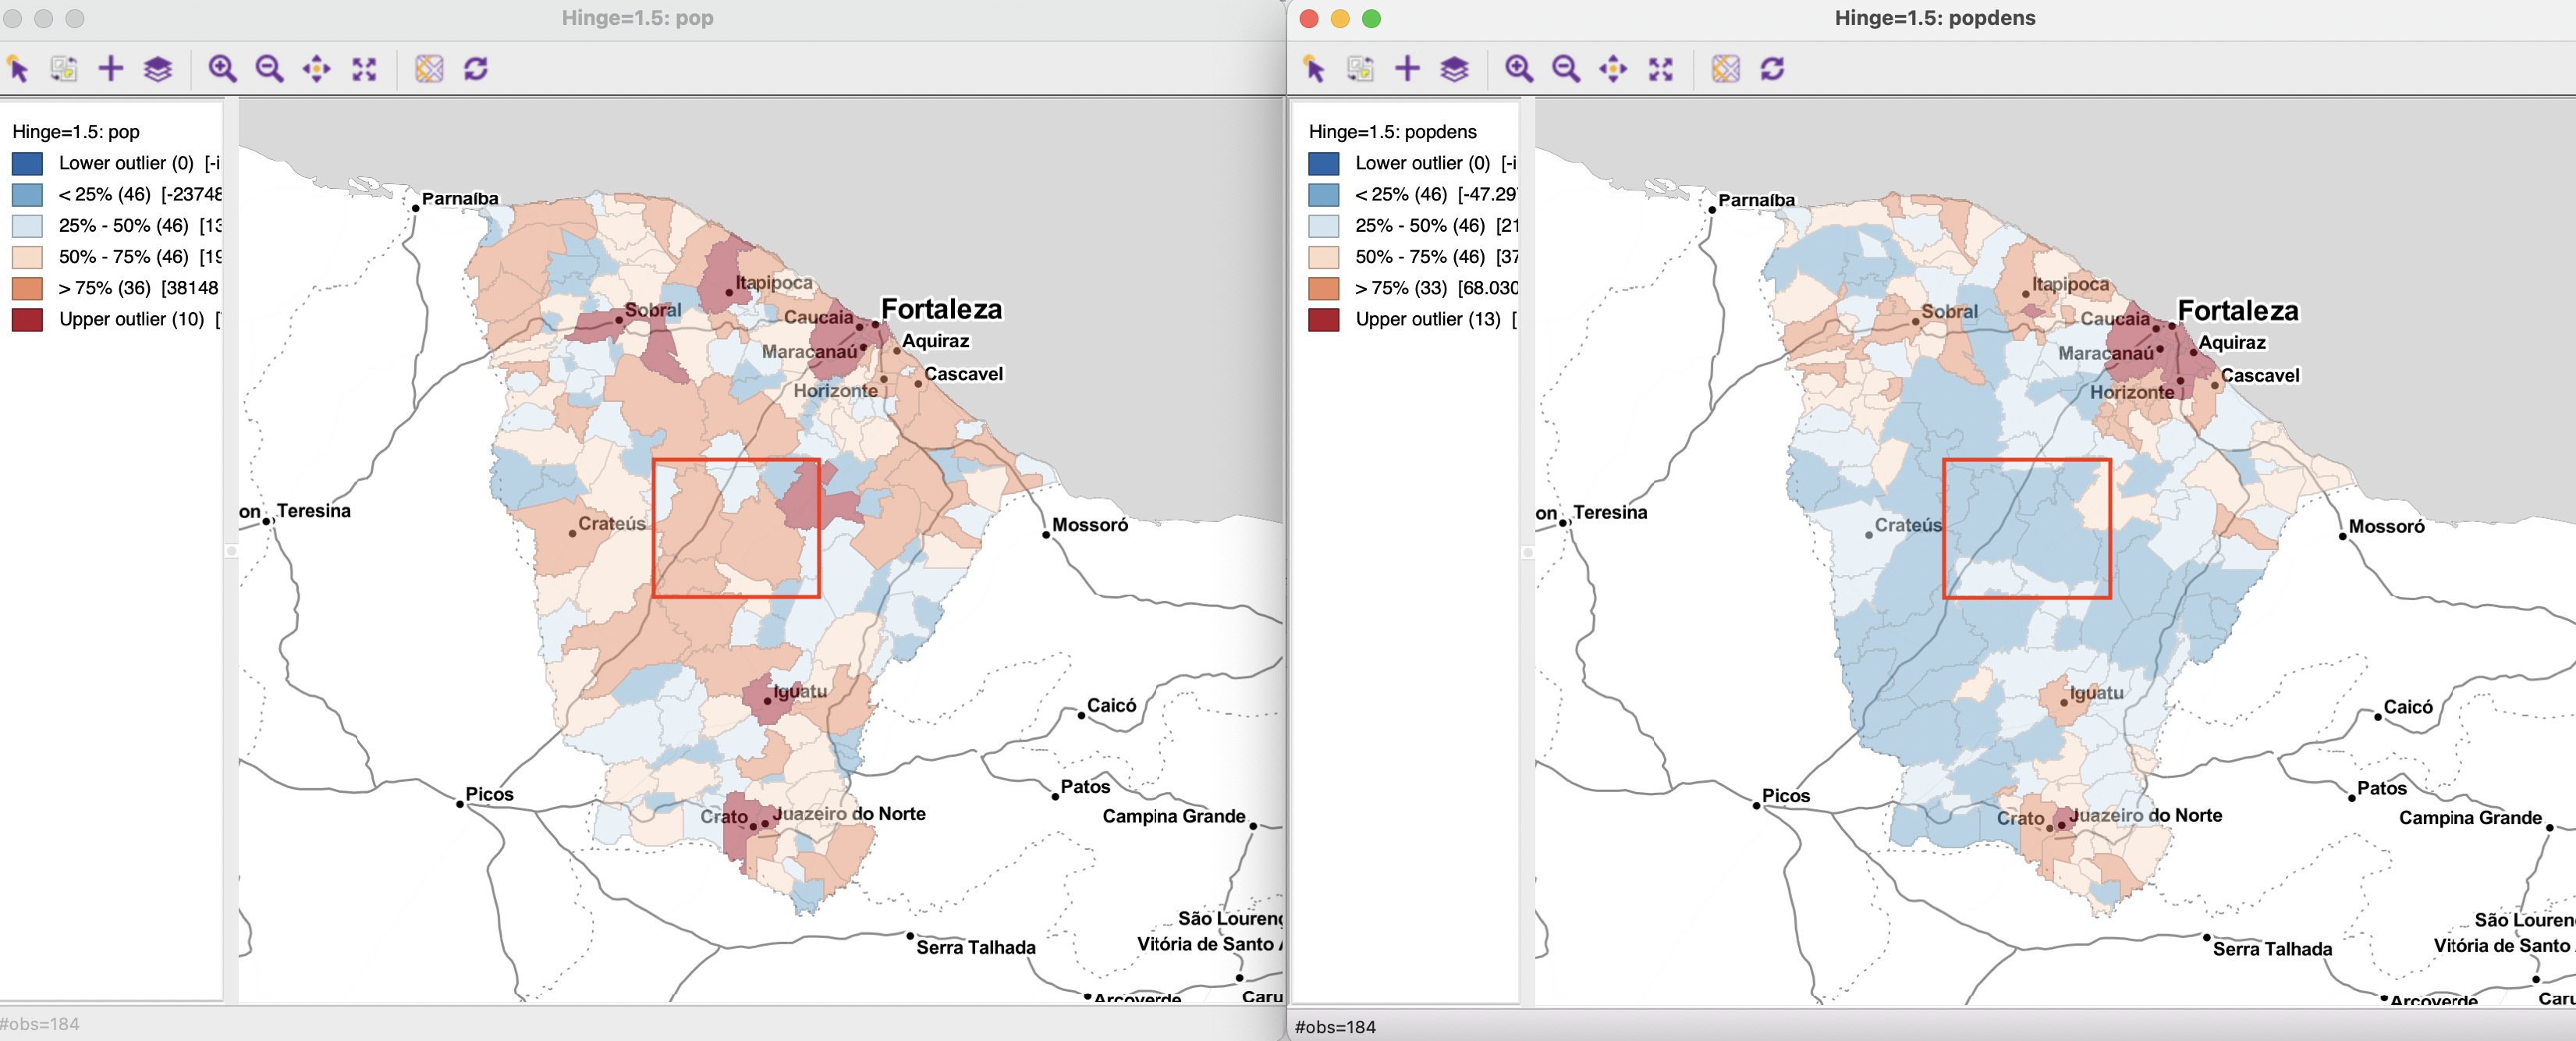 Hinge=1.5: pop
Hinge=1.5: pop
Lower outlier (0) [-i
< 25% (46) [-23748
25% - 50% (46) [13
50% - 75% (46) [19
> 75% (36) [38148
Upper outlier (10) [
Parnaíba
Itapipoca
Sobral
Fortaleza
Caucaia
Aquiraz
Maracanaú
Cascavel
Horizonte
on
Teresina
Crateús
Mossoró
Iguatu
Caicó
Picos
Patos
Crato
Juazeiro do Norte
Campina Grande
São Lourenç
Serra Talhada
Vitória de Santo
Arcoverde
Caru
#obs=184
Hinge=1.5: popdens
Hinge=1.5: popdens
Lower outlier (0) [-i
< 25% (46) [-47.29
25% - 50% (46) [21
50% - 75% (46) [37
> 75% (33) [68.030
Upper outlier (13) [
Parnaíba
Itapipoca
Sobral
Fortaleza
Caucaia
Aquiraz
Maracanaú
Cascavel
Horizonte
on
Teresina
Crateús
Mossoró
Iguatu
Caicó
Picos
Patos
Crato
Juazeiro do Norte
Campina Grande
São Louren
Serra Talhada
Vitória de Santo
Arcoverde
Caru
#obs=184